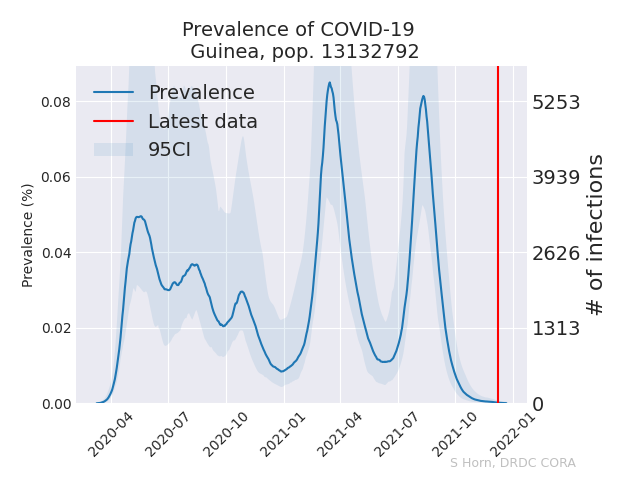 Prevalence of COVID-19
Guinea, pop. 13132792
Prevalence
Latest data
95CI
Prevalence (%)
0.08
0.06
0.04
0.02
0.00
5253
3939
2626
1313
0
# of infections
2020-04
2020-07
2020-10
2021-01
2021-04
2021-07
2021-10
2022-01
S Horn, DRDC CORA